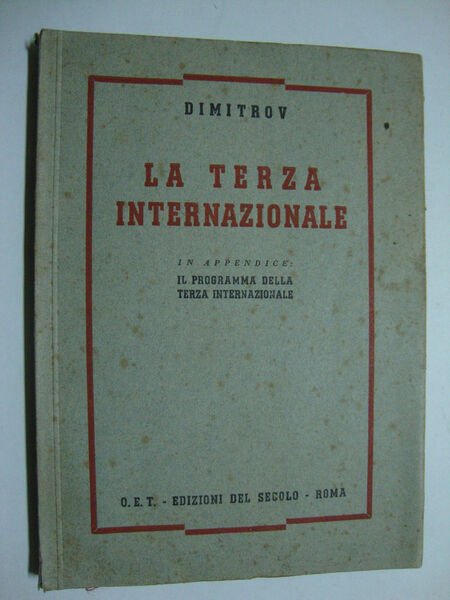 DIMITROV
LA TERZA
INTERNAZIONALE
IN APPENDICE:
IL PROGRAMMA DELLA
TERZA INTERNAZIONALE
O.E.T. - EDIZIONI DEL SECOLO - ROMA